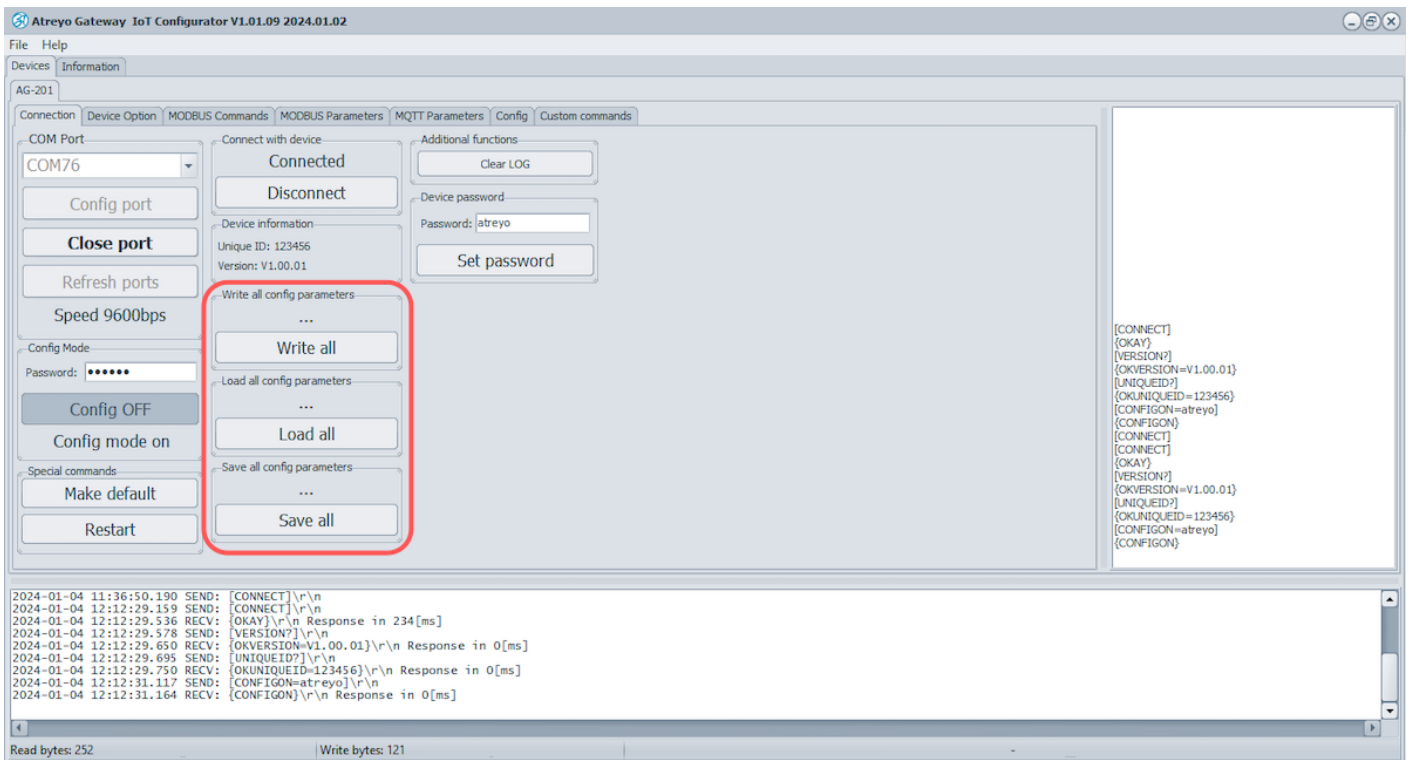 Atreyo Gateway IoT Configurator V1.01.09 2024.01.02
File Help
Devices Information
AG-201
Connection Device Option MODBUS Commands MODBUS Parameters MQTT Parameters Config Custom commands
COM Port
COM76
Config port
Close port
Refresh ports
Speed 9600bps
Config Mode
Password: ●●●●●●
Config OFF
Config mode on
Special commands
Make default
Restart
Connect with device
Connected
Disconnect
Device information
Unique ID: 123456
Version: V1.00.01
Write all config parameters
...
Write all
Load all config parameters
...
Load all
Save all config parameters
...
Save all
Additional functions
Clear LOG
Device password
Password: atreyo
Set password
[CONNECT]
{OKAY}
[VERSION?]
{OKVERSION=V1.00.01}
[UNIQUEID?]
{OKUNIQUEID=123456}
[CONFIGON=atreyo]
{CONFIGON}
[CONNECT]
[CONNECT]
{OKAY}
[VERSION?]
{OKVERSION=V1.00.01}
[UNIQUEID?]
{OKUNIQUEID=123456}
[CONFIGON=atreyo]
{CONFIGON}
2024-01-04 11:36:50.190 SEND: [CONNECT]\r\n
2024-01-04 12:12:29.159 SEND: [CONNECT]\r\n
2024-01-04 12:12:29.536 RECV: {OKAY}\r\n Response in 234[ms]
2024-01-04 12:12:29.578 SEND: [VERSION?]\r\n
2024-01-04 12:12:29.650 RECV: {OKVERSION=V1.00.01}\r\n Response in 0[ms]
2024-01-04 12:12:29.695 SEND: [UNIQUEID?]\r\n
2024-01-04 12:12:29.750 RECV: {OKUNIQUEID=123456}\r\n Response in 0[ms]
2024-01-04 12:12:31.117 SEND: [CONFIGON=atreyo]\r\n
2024-01-04 12:12:31.164 RECV: {CONFIGON}\r\n Response in 0[ms]
Read bytes: 252 Write bytes: 121 -